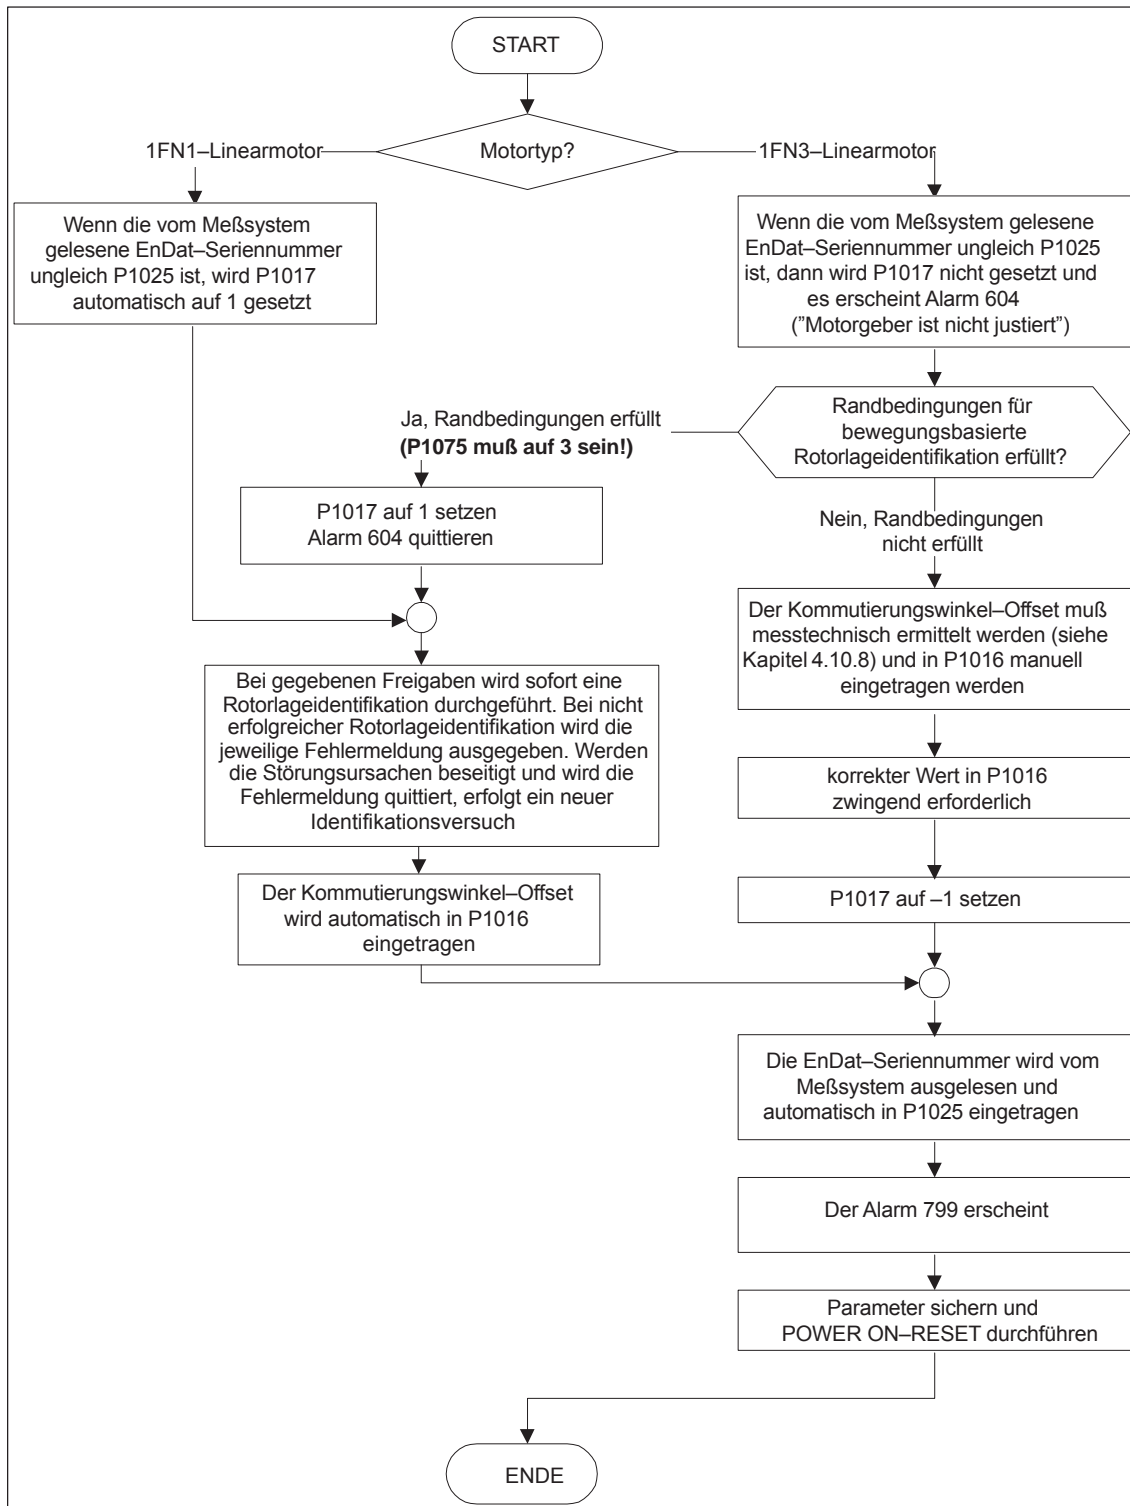 START
Motortyp?
1FN1–Linearmotor
1FN3–Linearmotor
Wenn die vom Meßsystem
gelesene EnDat–Seriennummer
ungleich P1025 ist, wird P1017
automatisch auf 1 gesetzt
Wenn die vom Meßsystem gelesene
EnDat–Seriennummer ungleich P1025
ist, dann wird P1017 nicht gesetzt und
es erscheint Alarm 604
(”Motorgeber ist nicht justiert”)
Randbedingungen für
bewegungsbasierte
Rotorlageidentifikation erfüllt?
Ja, Randbedingungen erfüllt
(P1075 muß auf 3 sein!)
P1017 auf 1 setzen
Alarm 604 quittieren
Nein, Randbedingungen
nicht erfüllt
Der Kommutierungswinkel–Offset muß
messtechnisch ermittelt werden (siehe
Kapitel 4.10.8) und in P1016 manuell
eingetragen werden
Bei gegebenen Freigaben wird sofort eine
Rotorlageidentifikation durchgeführt. Bei nicht
erfolgreicher Rotorlageidentifikation wird die
jeweilige Fehlermeldung ausgegeben. Werden
die Störungsursachen beseitigt und wird die
Fehlermeldung quittiert, erfolgt ein neuer
Identifikationsversuch
korrekter Wert in P1016
zwingend erforderlich
Der Kommutierungswinkel–Offset
wird automatisch in P1016
eingetragen
P1017 auf –1 setzen
Die EnDat–Seriennummer wird vom
Meßsystem ausgelesen und
automatisch in P1025 eingetragen
Der Alarm 799 erscheint
Parameter sichern und
POWER ON–RESET durchführen
ENDE